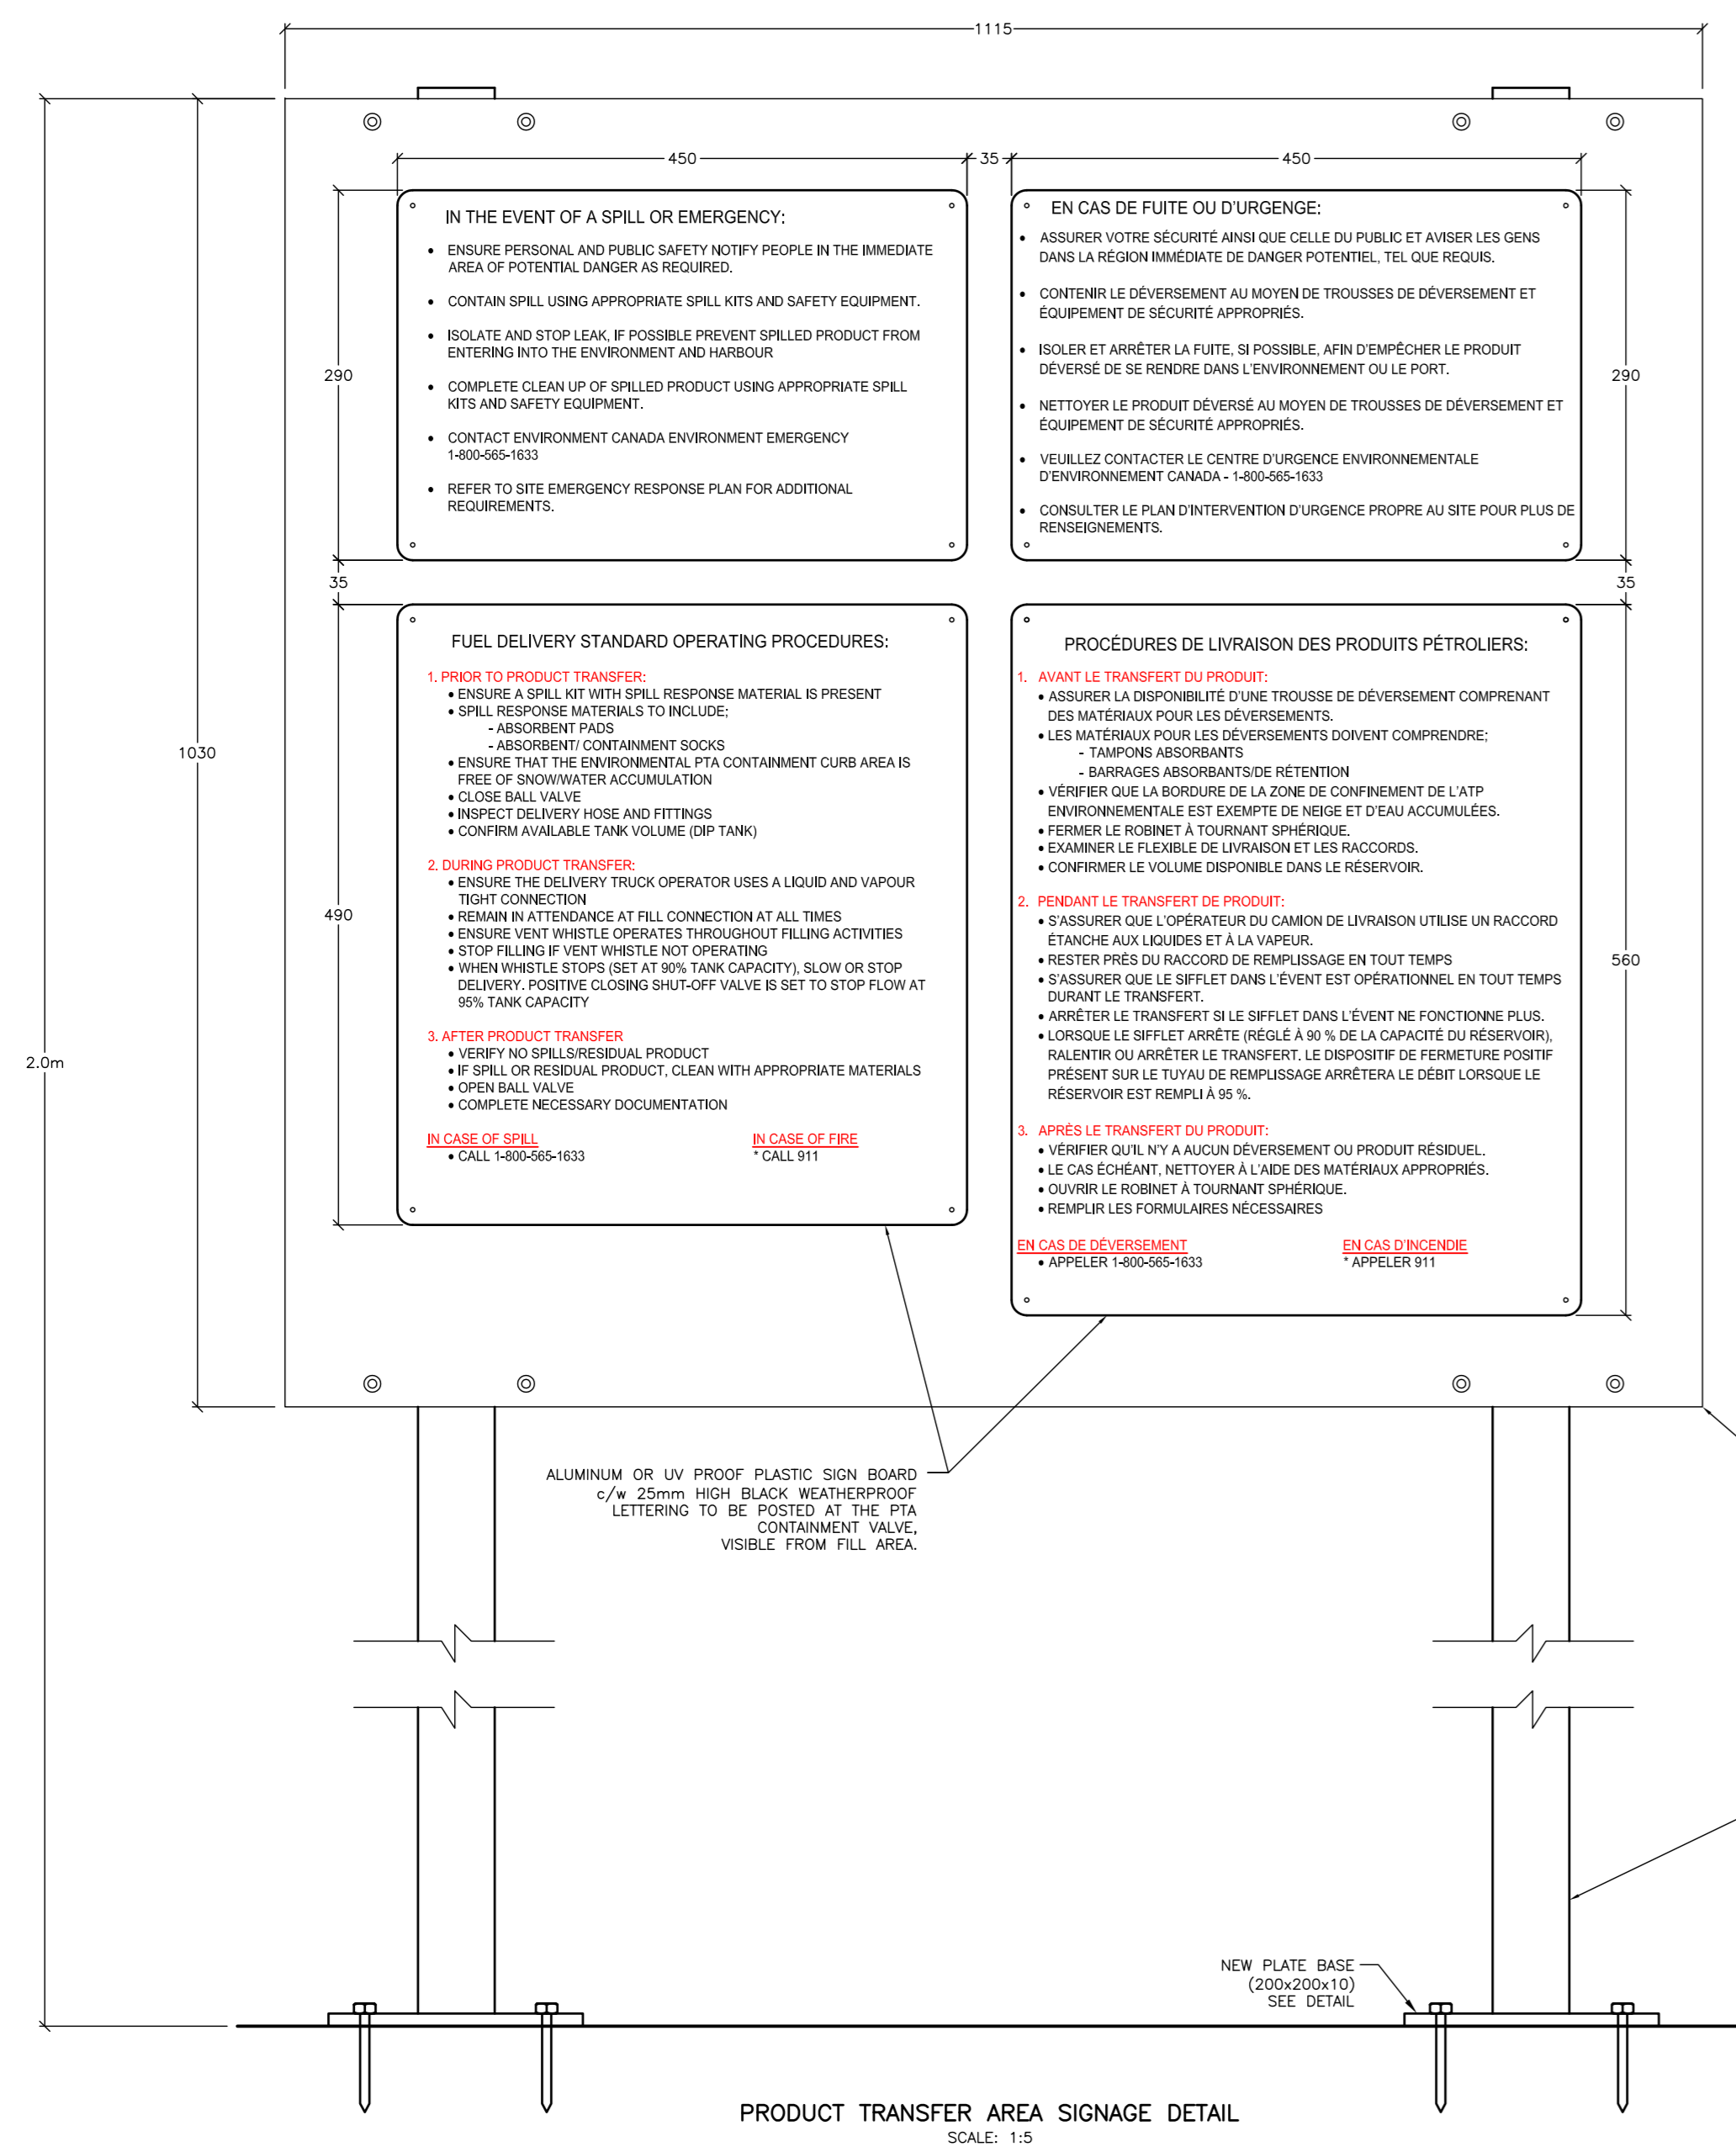 1115
450
35
450
IN THE EVENT OF A SPILL OR EMERGENCY:
• ENSURE PERSONAL AND PUBLIC SAFETY NOTIFY PEOPLE IN THE IMMEDIATE
AREA OF POTENTIAL DANGER AS REQUIRED.
• CONTAIN SPILL USING APPROPRIATE SPILL KITS AND SAFETY EQUIPMENT.
• ISOLATE AND STOP LEAK, IF POSSIBLE PREVENT SPILLED PRODUCT FROM
ENTERING INTO THE ENVIRONMENT AND HARBOUR
• COMPLETE CLEAN UP OF SPILLED PRODUCT USING APPROPRIATE SPILL
KITS AND SAFETY EQUIPMENT.
• CONTACT ENVIRONMENT CANADA ENVIRONMENT EMERGENCY
1-800-565-1633
• REFER TO SITE EMERGENCY RESPONSE PLAN FOR ADDITIONAL
REQUIREMENTS.
EN CAS DE FUITE OU D'URGENGE:
• ASSURER VOTRE SÉCURITÉ AINSI QUE CELLE DU PUBLIC ET AVISER LES GENS
DANS LA RÉGION IMMÉDIATE DE DANGER POTENTIEL, TEL QUE REQUIS.
• CONTENIR LE DÉVERSEMENT AU MOYEN DE TROUSSES DE DÉVERSEMENT ET
ÉQUIPEMENT DE SÉCURITÉ APPROPRIÉS.
• ISOLER ET ARRÊTER LA FUITE, SI POSSIBLE, AFIN D'EMPÊCHER LE PRODUIT
DÉVERSÉ DE SE RENDRE DANS L'ENVIRONNEMENT OU LE PORT.
• NETTOYER LE PRODUIT DÉVERSÉ AU MOYEN DE TROUSSES DE DÉVERSEMENT ET
ÉQUIPEMENT DE SÉCURITÉ APPROPRIÉS.
• VEUILLEZ CONTACTER LE CENTRE D'URGENCE ENVIRONNEMENTALE
D'ENVIRONNEMENT CANADA - 1-800-565-1633
• CONSULTER LE PLAN D'INTERVENTION D'URGENCE PROPRE AU SITE POUR PLUS DE
RENSEIGNEMENTS.
290
290
35
35
1030
490
560
2.0m
FUEL DELIVERY STANDARD OPERATING PROCEDURES:
1. PRIOR TO PRODUCT TRANSFER:
• ENSURE A SPILL KIT WITH SPILL RESPONSE MATERIAL IS PRESENT
• SPILL RESPONSE MATERIALS TO INCLUDE;
- ABSORBENT PADS
- ABSORBENT/ CONTAINMENT SOCKS
• ENSURE THAT THE ENVIRONMENTAL PTA CONTAINMENT CURB AREA IS
FREE OF SNOW/WATER ACCUMULATION
• CLOSE BALL VALVE
• INSPECT DELIVERY HOSE AND FITTINGS
• CONFIRM AVAILABLE TANK VOLUME (DIP TANK)
2. DURING PRODUCT TRANSFER:
• ENSURE THE DELIVERY TRUCK OPERATOR USES A LIQUID AND VAPOUR
TIGHT CONNECTION
• REMAIN IN ATTENDANCE AT FILL CONNECTION AT ALL TIMES
• ENSURE VENT WHISTLE OPERATES THROUGHOUT FILLING ACTIVITIES
• STOP FILLING IF VENT WHISTLE NOT OPERATING
• WHEN WHISTLE STOPS (SET AT 90% TANK CAPACITY), SLOW OR STOP
DELIVERY. POSITIVE CLOSING SHUT-OFF VALVE IS SET TO STOP FLOW AT
95% TANK CAPACITY
3. AFTER PRODUCT TRANSFER
• VERIFY NO SPILLS/RESIDUAL PRODUCT
• IF SPILL OR RESIDUAL PRODUCT, CLEAN WITH APPROPRIATE MATERIALS
• OPEN BALL VALVE
• COMPLETE NECESSARY DOCUMENTATION
IN CASE OF SPILL
• CALL 1-800-565-1633
IN CASE OF FIRE
* CALL 911
PROCÉDURES DE LIVRAISON DES PRODUITS PÉTROLIERS:
1. AVANT LE TRANSFERT DU PRODUIT:
• ASSURER LA DISPONIBILITÉ D'UNE TROUSSE DE DÉVERSEMENT COMPRENANT
DES MATÉRIAUX POUR LES DÉVERSEMENTS.
• LES MATÉRIAUX POUR LES DÉVERSEMENTS DOIVENT COMPRENDRE;
- TAMPONS ABSORBANTS
- BARRAGES ABSORBANTS/DE RÉTENTION
• VÉRIFIER QUE LA BORDURE DE LA ZONE DE CONFINEMENT DE L'ATP
ENVIRONNEMENTALE EST EXEMPTE DE NEIGE ET D'EAU ACCUMULÉES.
• FERMER LE ROBINET À TOURNANT SPHÉRIQUE.
• EXAMINER LE FLEXIBLE DE LIVRAISON ET LES RACCORDS.
• CONFIRMER LE VOLUME DISPONIBLE DANS LE RÉSERVOIR.
2. PENDANT LE TRANSFERT DE PRODUIT:
• S'ASSURER QUE L'OPÉRATEUR DU CAMION DE LIVRAISON UTILISE UN RACCORD
ÉTANCHE AUX LIQUIDES ET À LA VAPEUR.
• RESTER PRÈS DU RACCORD DE REMPLISSAGE EN TOUT TEMPS
• S'ASSURER QUE LE SIFFLET DANS L'ÉVENT EST OPÉRATIONNEL EN TOUT TEMPS
DURANT LE TRANSFERT.
• ARRÊTER LE TRANSFERT SI LE SIFFLET DANS L'ÉVENT NE FONCTIONNE PLUS.
• LORSQUE LE SIFFLET ARRÊTE (RÉGLÉ À 90 % DE LA CAPACITÉ DU RÉSERVOIR),
RALENTIR OU ARRÊTER LE TRANSFERT. LE DISPOSITIF DE FERMETURE POSITIF
PRÉSENT SUR LE TUYAU DE REMPLISSAGE ARRÊTERA LE DÉBIT LORSQUE LE
RÉSERVOIR EST REMPLI À 95 %.
3. APRÈS LE TRANSFERT DU PRODUIT:
• VÉRIFIER QU'IL N'Y A AUCUN DÉVERSEMENT OU PRODUIT RÉSIDUEL.
• LE CAS ÉCHÉANT, NETTOYER À L'AIDE DES MATÉRIAUX APPROPRIÉS.
• OUVRIR LE ROBINET À TOURNANT SPHÉRIQUE.
• REMPLIR LES FORMULAIRES NÉCESSAIRES
EN CAS DE DÉVERSEMENT
• APPELER 1-800-565-1633
EN CAS D'INCENDIE
* APPELER 911
ALUMINUM OR UV PROOF PLASTIC SIGN BOARD
c/w 25mm HIGH BLACK WEATHERPROOF
LETTERING TO BE POSTED AT THE PTA
CONTAINMENT VALVE,
VISIBLE FROM FILL AREA.
NEW PLATE BASE
(200x200x10)
SEE DETAIL
PRODUCT TRANSFER AREA SIGNAGE DETAIL
SCALE: 1:5